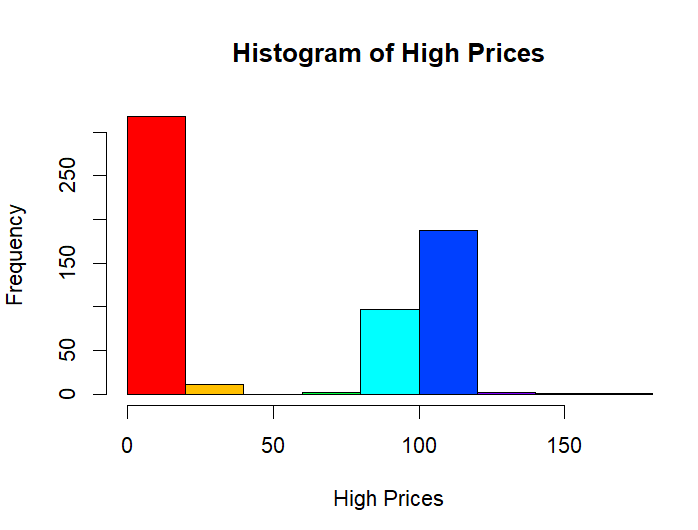 Histogram of High Prices
Frequency
250
150
50
0
0 50 100 150
High Prices